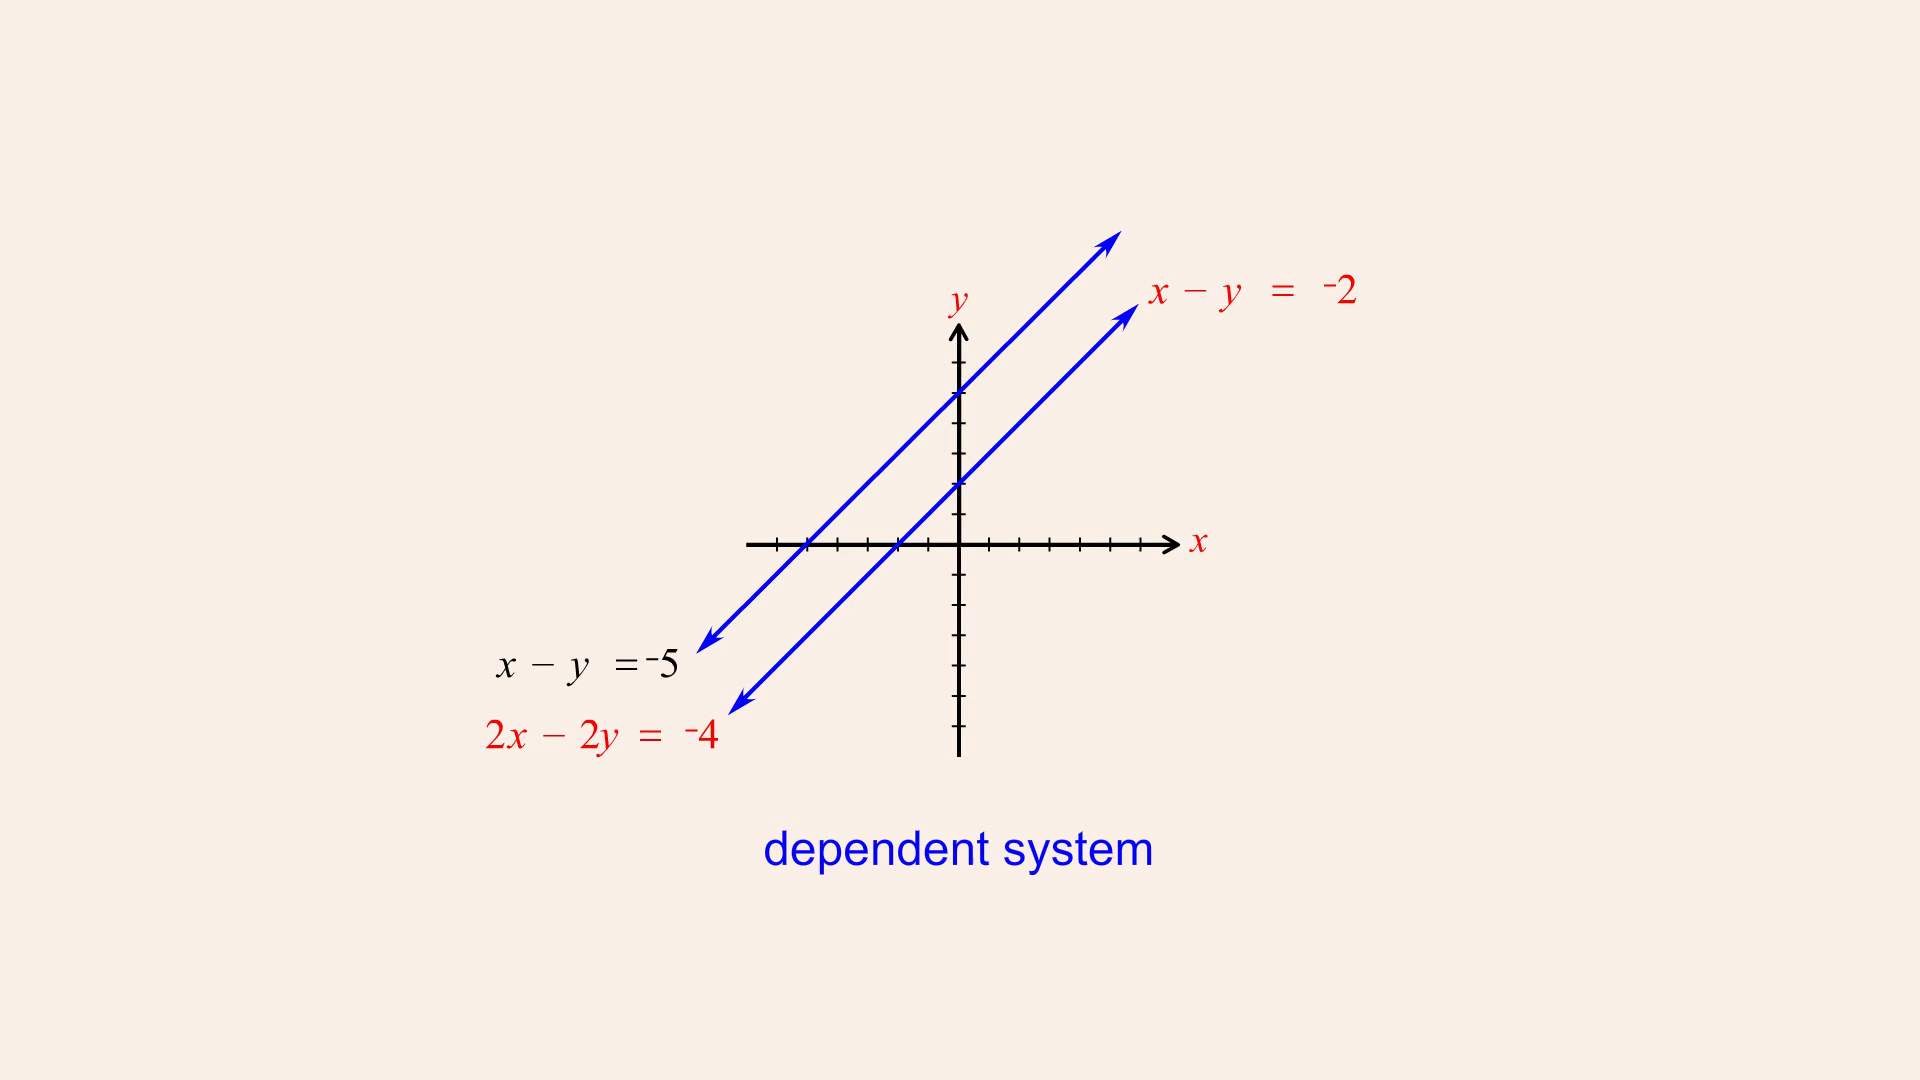 x − y = ⁻2
y
x
x − y = ⁻5
2x − 2y = ⁻4
dependent system